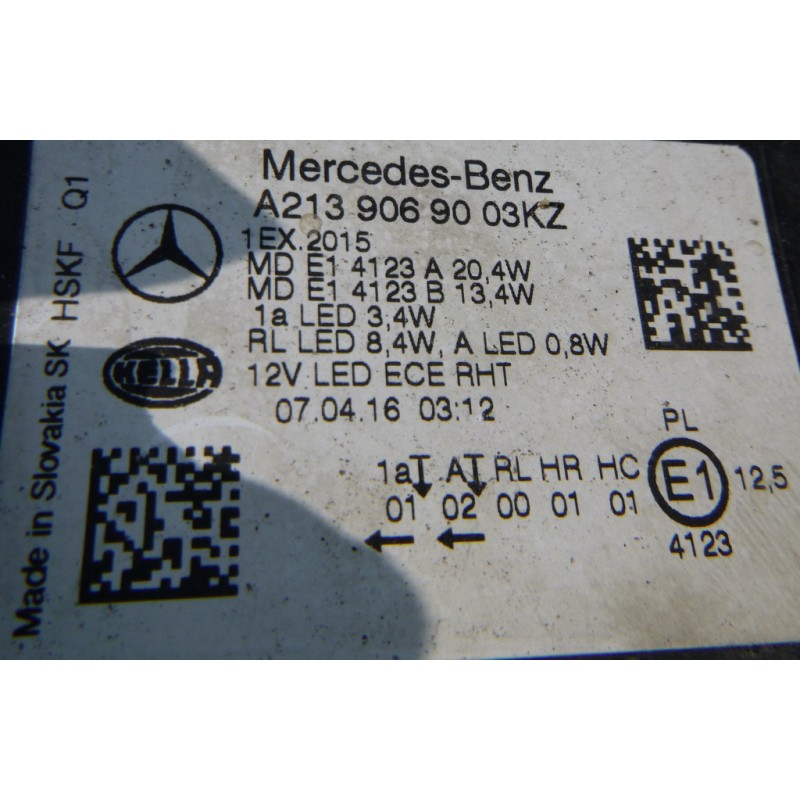 Mercedes-Benz
A213 906 90 03KZ
1EX.2015
MD E1 4123 A 20,4W
MD E1 4123 B 13,4W
1a LED 3,4W
RL LED 8,4W, A LED 0,8W
12V LED ECE RHT
07.04.16 03:12
HELLA
Made in Slovakia SK HSKF Q1
PL
1a A RL HR HC E1 12,5
01 02 00 01 01
4123